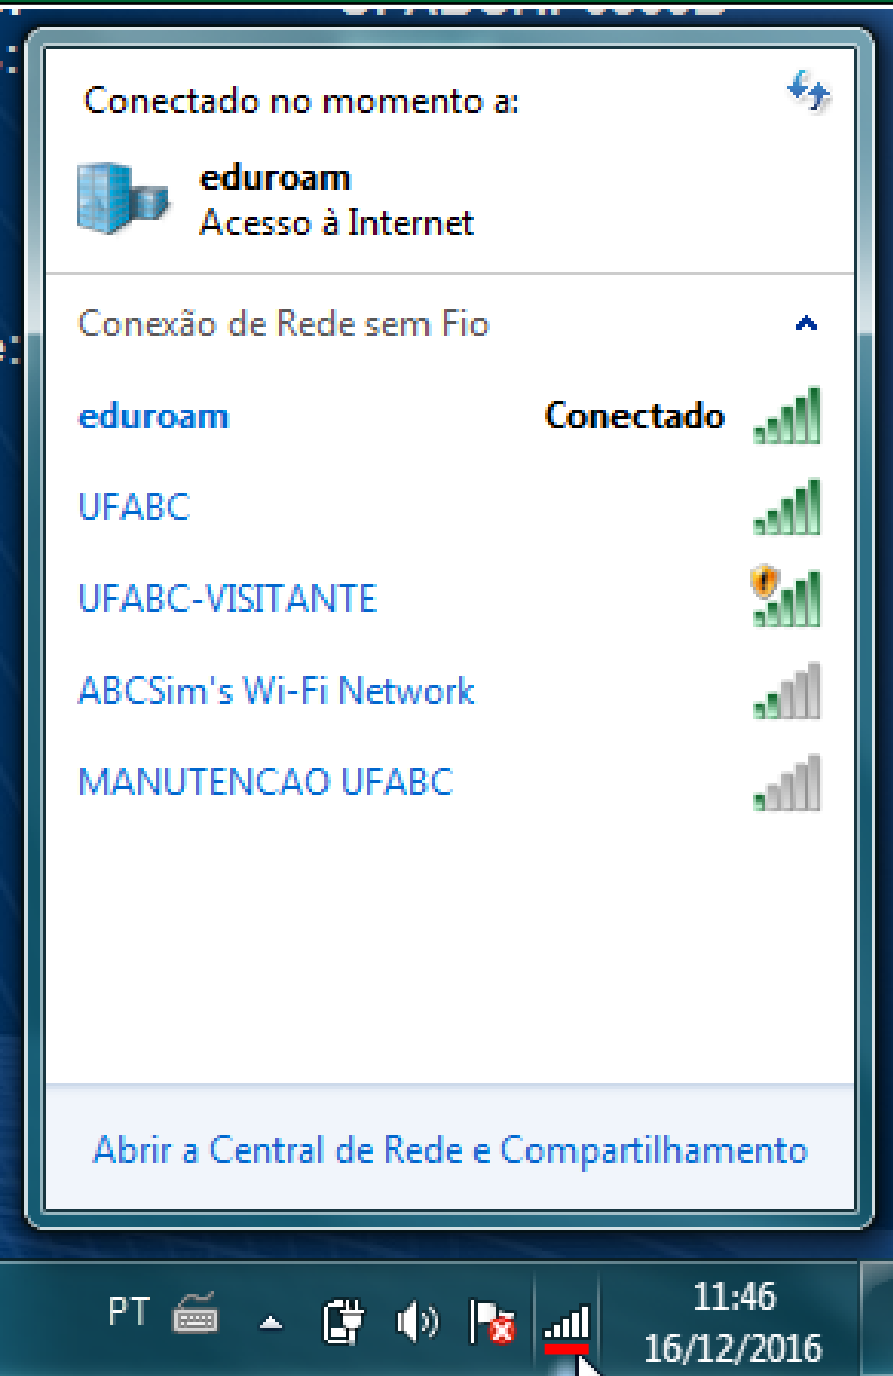 Conectado no momento a:
eduroam
Acesso à Internet
Conexão de Rede sem Fio
eduroam Conectado
UFABC
UFABC-VISITANTE
ABCSim's Wi-Fi Network
MANUTENCAO UFABC
Abrir a Central de Rede e Compartilhamento
PT
11:46
16/12/2016